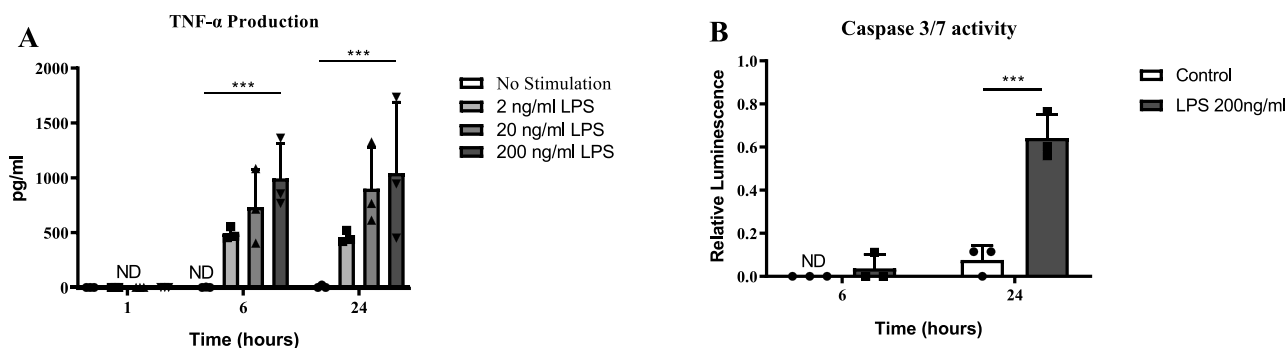 A
TNF-α Production
2000
1500
1000
500
0
pg/ml
ND
ND
***
***
1
6
24
Time (hours)
No Stimulation
2 ng/ml LPS
20 ng/ml LPS
200 ng/ml LPS
B
Caspase 3/7 activity
1.0
0.8
0.6
0.4
0.2
0.0
Relative Luminescence
ND
***
6
24
Time (hours)
Control
LPS 200ng/ml